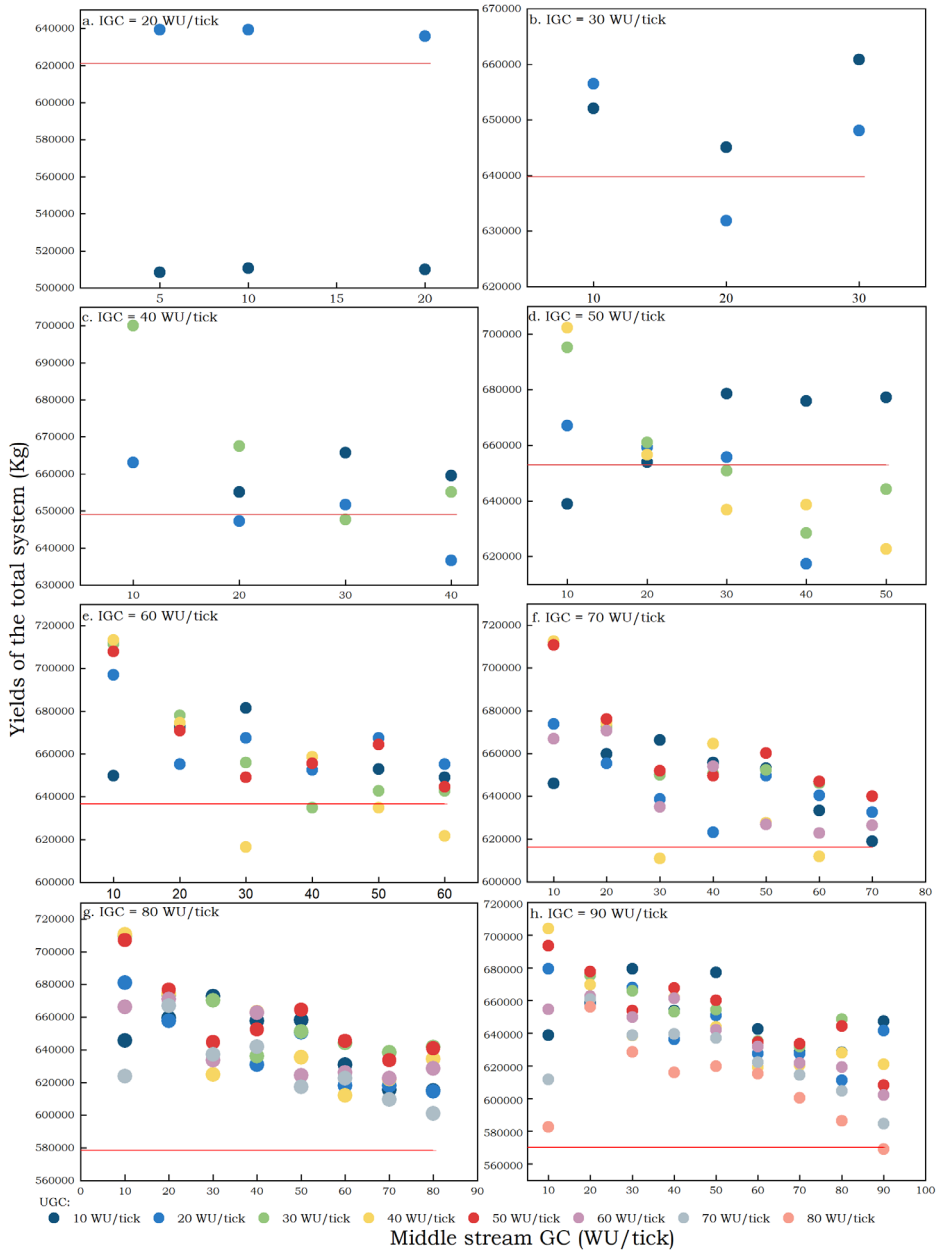 Yields of the total system (Kg)
a. IGC = 20 WU/tick
640000
620000
600000
580000
560000
540000
520000
500000
5 10 15 20
b. IGC = 30 WU/tick
670000
660000
650000
640000
630000
620000
10 20 30
c. IGC = 40 WU/tick
700000
690000
680000
670000
660000
650000
640000
630000
10 20 30 40
d. IGC = 50 WU/tick
700000
680000
660000
640000
620000
10 20 30 40 50
e. IGC = 60 WU/tick
720000
700000
680000
660000
640000
620000
600000
10 20 30 40 50 60
f. IGC = 70 WU/tick
720000
700000
680000
660000
640000
620000
600000
10 20 30 40 50 60 70 80
g. IGC = 80 WU/tick
720000
700000
680000
660000
640000
620000
600000
580000
560000
0 10 20 30 40 50 60 70 80 90
h. IGC = 90 WU/tick
720000
700000
680000
660000
640000
620000
600000
580000
560000
10 20 30 40 50 60 70 80 90 100
UGC:
10 WU/tick 20 WU/tick 30 WU/tick 40 WU/tick 50 WU/tick 60 WU/tick 70 WU/tick 80 WU/tick
Middle stream GC (WU/tick)